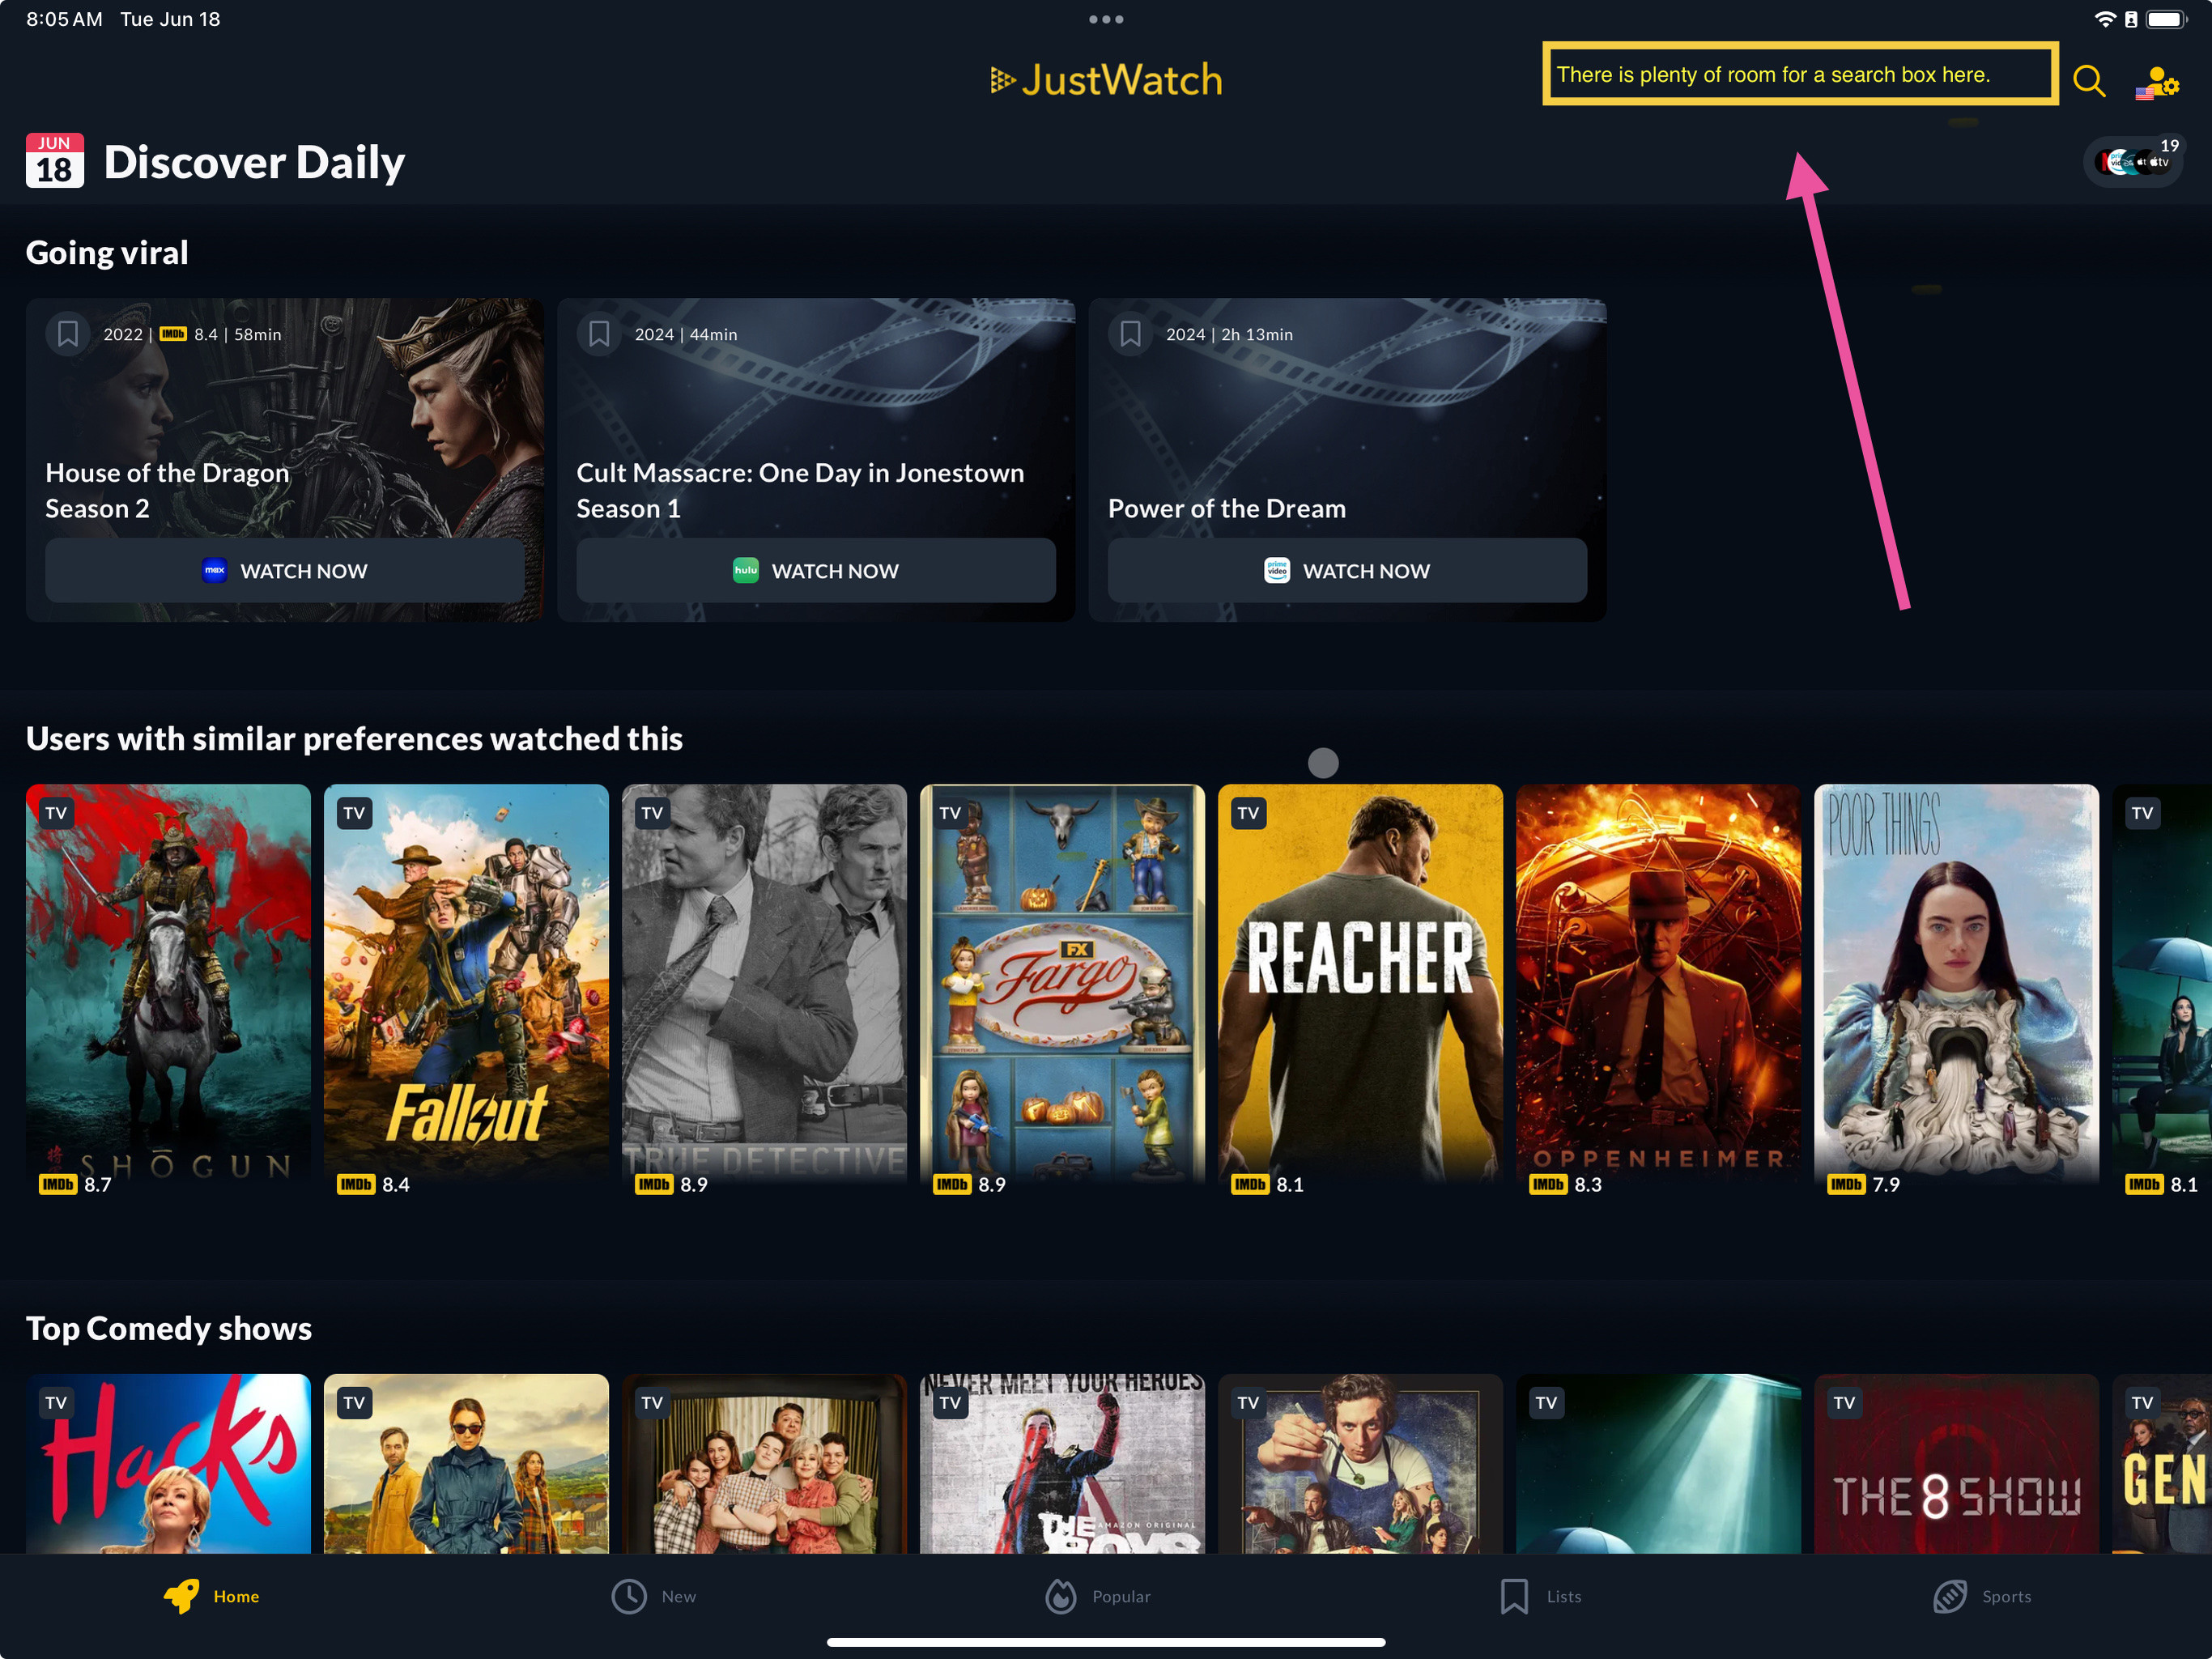 8:05 AM Tue Jun 18
JustWatch
There is plenty of room for a search box here.
JUN
18
Discover Daily
19
Going viral
2022 | IMDb 8.4 | 58min
House of the Dragon
Season 2
max WATCH NOW
2024 | 44min
Cult Massacre: One Day in Jonestown
Season 1
hulu WATCH NOW
2024 | 2h 13min
Power of the Dream
prime video WATCH NOW
Users with similar preferences watched this
TV
SHŌGUN
IMDb 8.7
TV
Fallout
IMDb 8.4
TV
TRUE DETECTIVE
IMDb 8.9
TV
FX
Fargo
IMDb 8.9
TV
REACHER
IMDb 8.1
OPPENHEIMER
IMDb 8.3
POOR THINGS
IMDb 7.9
TV
IMDb 8.1
Top Comedy shows
TV
Hacks
TV
TV
TV
NEVER MEET YOUR HEROES
AMAZON ORIGINAL
THE BOYS
TV
TV
TV
THE 8 SHOW
TV
GEN
Home
New
Popular
Lists
Sports